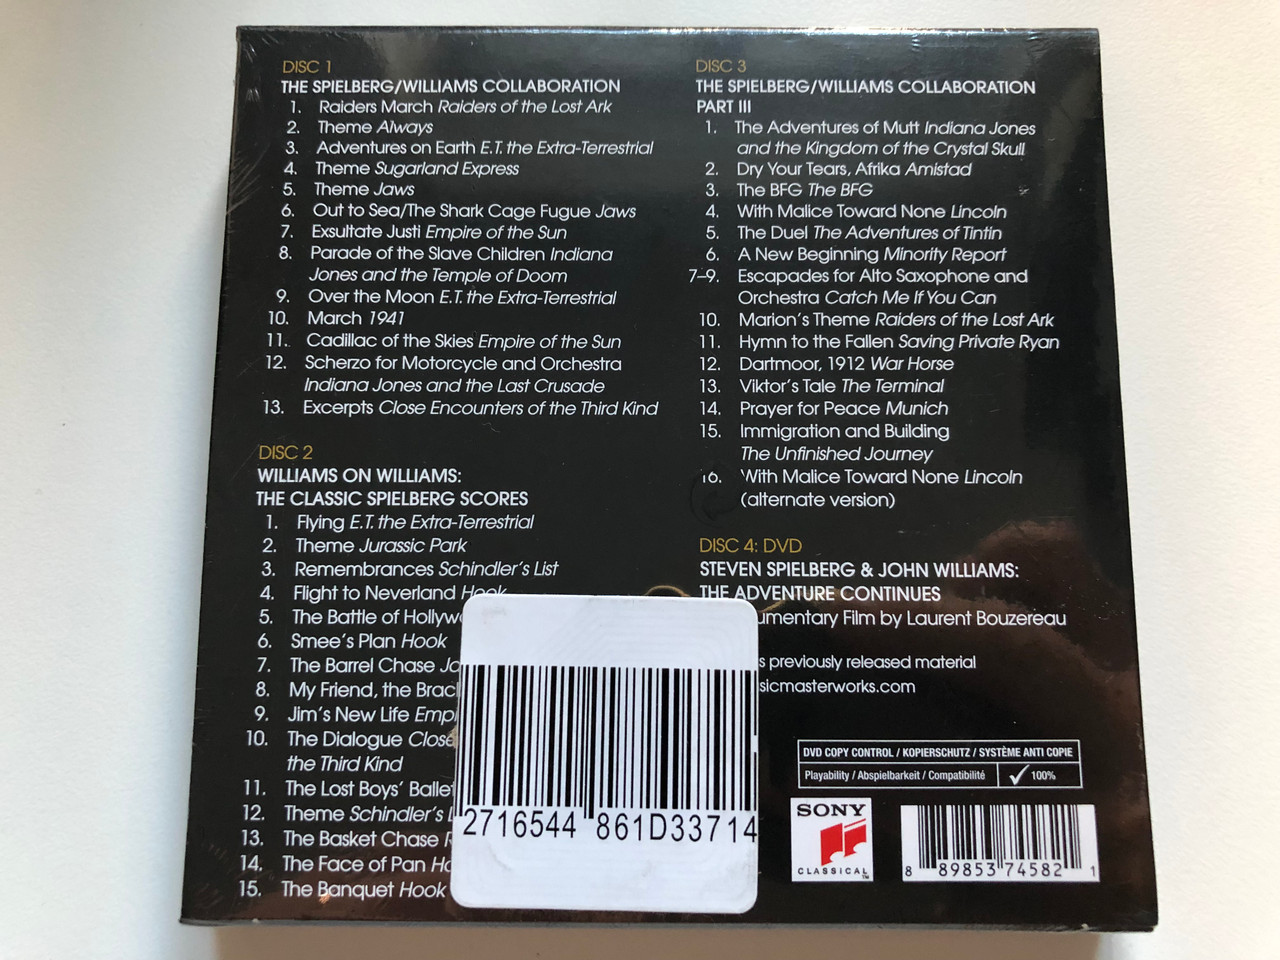 DISC 1
THE SPIELBERG/WILLIAMS COLLABORATION
1. Raiders March Raiders of the Lost Ark
2. Theme Always
3. Adventures on Earth E.T. the Extra-Terrestrial
4. Theme Sugarland Express
5. Theme Jaws
6. Out to Sea/The Shark Cage Fugue Jaws
7. Exsultate Justi Empire of the Sun
8. Parade of the Slave Children Indiana
Jones and the Temple of Doom
9. Over the Moon E.T. the Extra-Terrestrial
10. March 1941
11. Cadillac of the Skies Empire of the Sun
12. Scherzo for Motorcycle and Orchestra
Indiana Jones and the Last Crusade
13. Excerpts Close Encounters of the Third Kind
DISC 2
WILLIAMS ON WILLIAMS:
THE CLASSIC SPIELBERG SCORES
1. Flying E.T. the Extra-Terrestrial
2. Theme Jurassic Park
3. Remembrances Schindler's List
4. Flight to Neverland Hook
5. The Battle of
6. Smee's Plan Hook
7. The Barrel Chase
8. My Friend, the
9. Jim's New Life
10. The Dialogue Close
the Third Kind
11. The Lost Boys' Ballet
12. Theme Schindler's
13. The Basket Chase
14. The Face of Pan
15. The Banquet Hook
DISC 3
THE SPIELBERG/WILLIAMS COLLABORATION
PART III
1. The Adventures of Mutt Indiana Jones
and the Kingdom of the Crystal Skull
2. Dry Your Tears, Afrika Amistad
3. The BFG The BFG
4. With Malice Toward None Lincoln
5. The Duel The Adventures of Tintin
6. A New Beginning Minority Report
7–9. Escapades for Alto Saxophone and
Orchestra Catch Me If You Can
10. Marion's Theme Raiders of the Lost Ark
11. Hymn to the Fallen Saving Private Ryan
12. Dartmoor, 1912 War Horse
13. Viktor's Tale The Terminal
14. Prayer for Peace Munich
15. Immigration and Building
The Unfinished Journey
16. With Malice Toward None Lincoln
(alternate version)
DISC 4: DVD
STEVEN SPIELBERG & JOHN WILLIAMS:
THE ADVENTURE CONTINUES
Film by Laurent Bouzereau
previously released material
sicmasterworks.com
DVD COPY CONTROL / KOPIERSCHUTZ / SYSTÈME ANTI COPIE
Playability / Abspielbarkeit / Compatibilité ✓ 100%
SONY
CLASSICAL™
8 89853 74582 1
2716544 861D33714